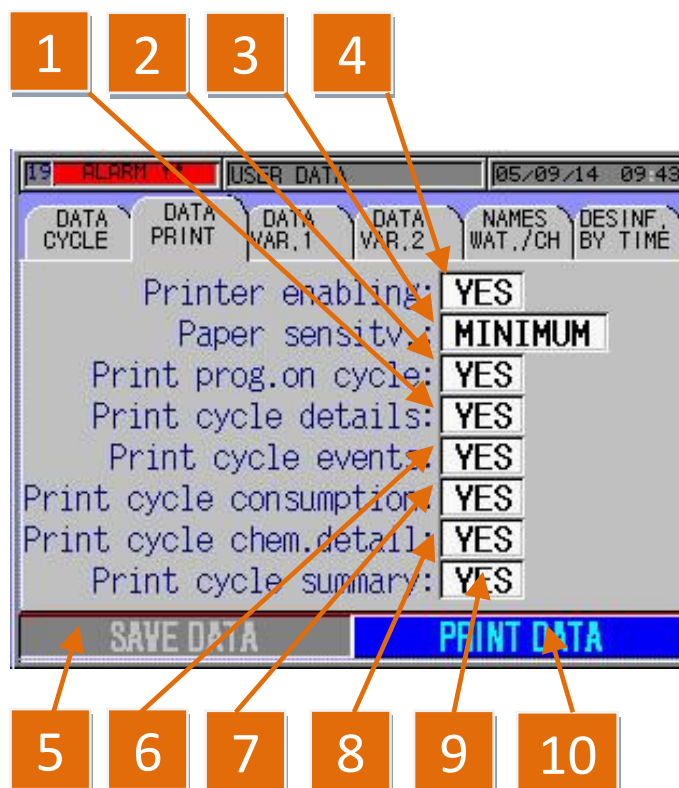 1 2 3 4
19 ALARM Y1 USER DATA 05/09/14 09:43
DATA CYCLE
DATA PRINT
DATA VAR.1
DATA VAR.2
NAMES WAT./CH
DESINF. BY TIME
Printer enabling: YES
Paper sensitv.: MINIMUM
Print prog.on cycle: YES
Print cycle details: YES
Print cycle events: YES
Print cycle consumption: YES
Print cycle chem.detail: YES
Print cycle summary: YES
SAVE DATA PRINT DATA
5 6 7 8 9 10